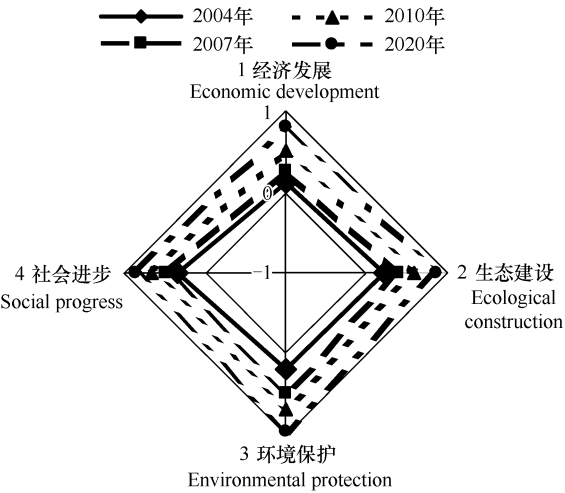 2004年
2010年
2007年
2020年
1 经济发展
Economic development
1
0
4 社会进步
Social progress
−1
2 生态建设
Ecological
construction
3 环境保护
Environmental protection